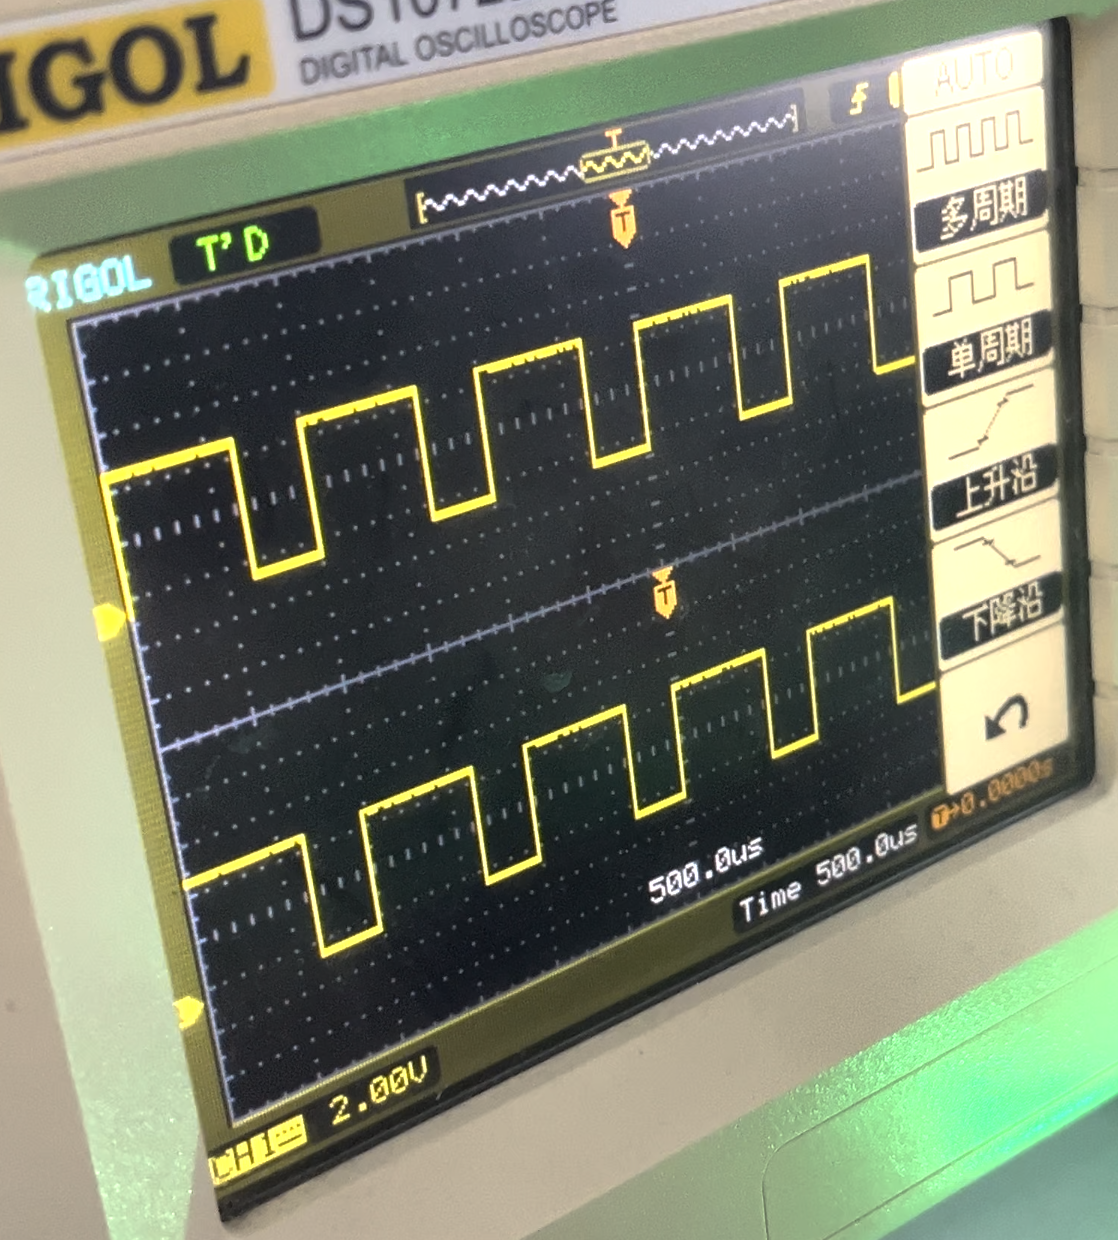 RIGOL
DIGITAL OSCILLOSCOPE
RIGOL
T'D
T
T
AUTO
多周期
单周期
上升沿
下降沿
T
500.0us
Time 500.0us
T→0.0000s
CH1 2.00V